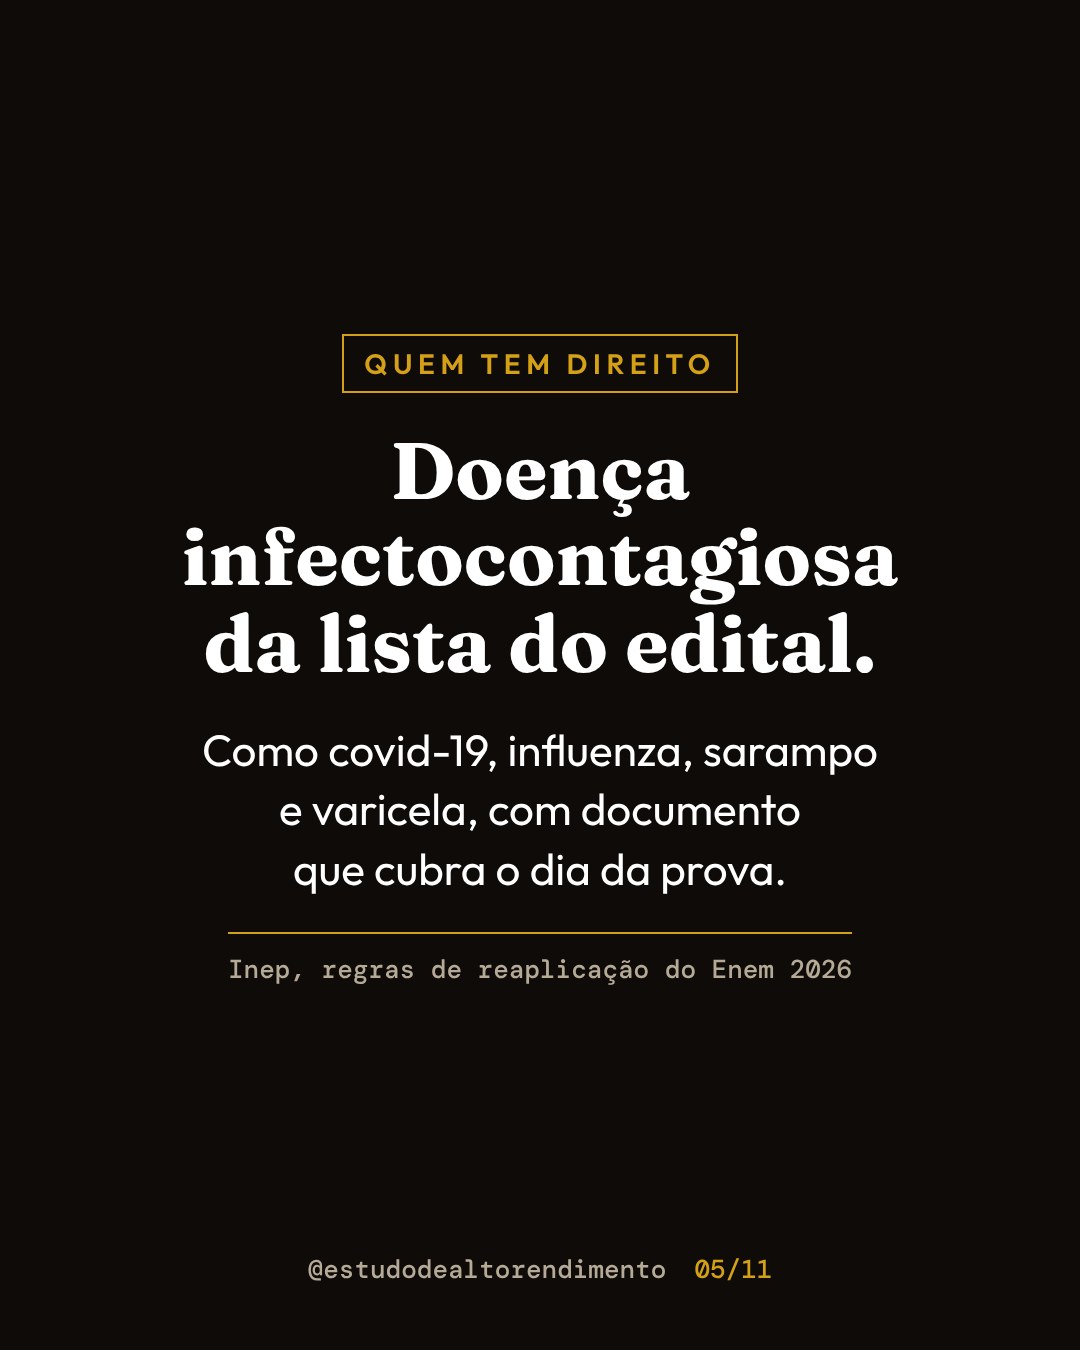 QUEM TEM DIREITO
Doença
infectocontagiosa
da lista do edital.
Como covid-19, influenza, sarampo
e varicela, com documento
que cubra o dia da prova.
Inep, regras de reaplicação do Enem 2026
@estudodealtorendimento 05/11